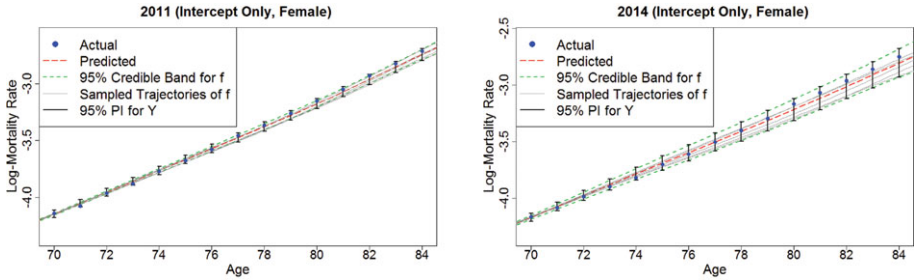 2011 (Intercept Only, Female)
Log-Mortality Rate
-3.0
-3.5
-4.0
Actual
Predicted
95% Credible Band for f
Sampled Trajectories of f
95% PI for Y
70 72 74 76 78 80 82 84
Age
2014 (Intercept Only, Female)
Log-Mortality Rate
-2.5
-3.0
-3.5
-4.0
Actual
Predicted
95% Credible Band for f
Sampled Trajectories of f
95% PI for Y
70 72 74 76 78 80 82 84
Age